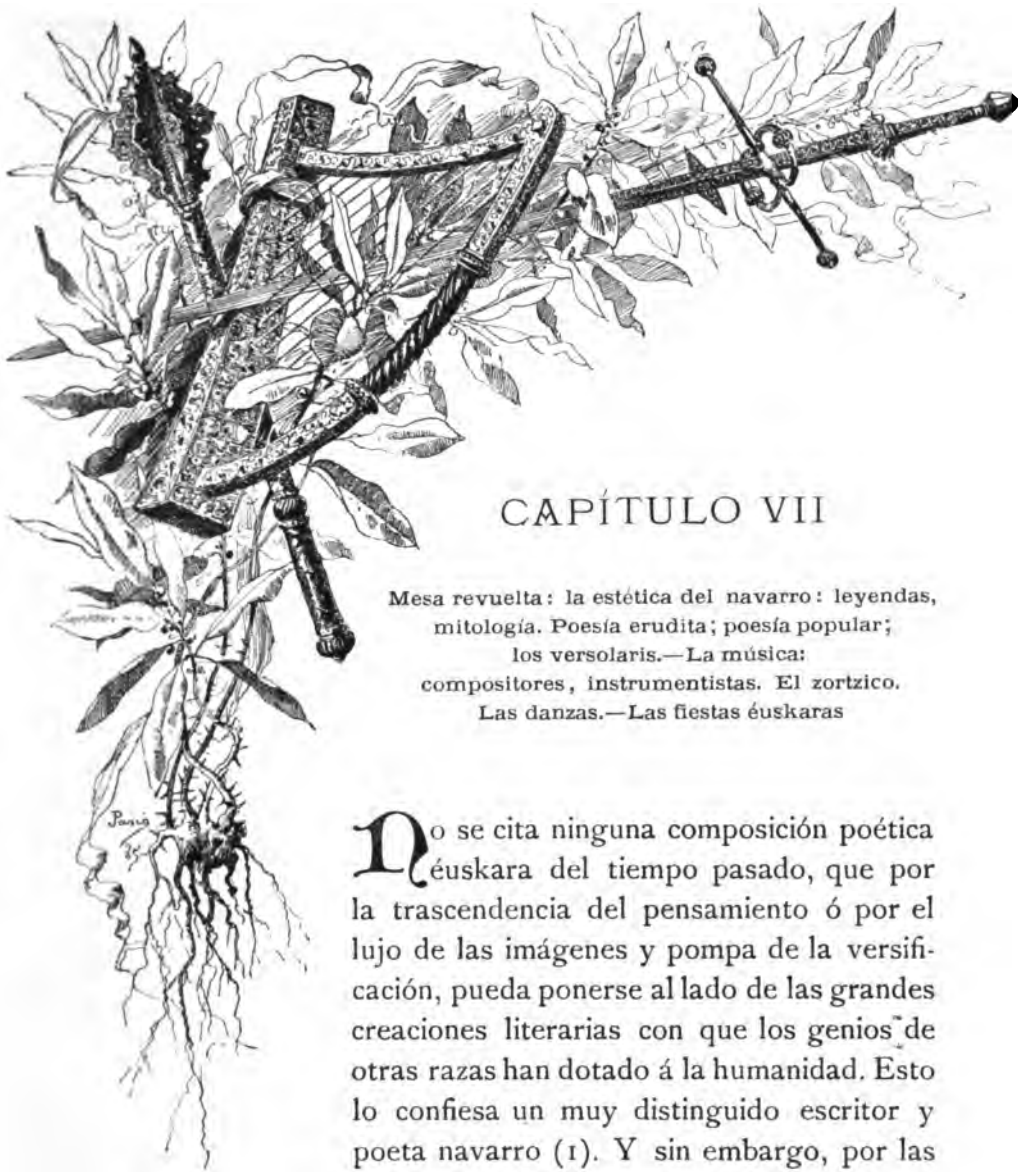 CAPÍTULO VII
Mesa revuelta: la estética del navarro: leyendas,
mitología. Poesía erudita; poesía popular;
los versolaris.—La música:
compositores, instrumentistas. El zortzico.
Las danzas.—Las fiestas éuskaras
No se cita ninguna composición poética
éuskara del tiempo pasado, que por
la trascendencia del pensamiento ó por el
lujo de las imágenes y pompa de la versifi-
cación, pueda ponerse al lado de las grandes
creaciones literarias con que los genios de
otras razas han dotado á la humanidad. Esto
lo confiesa un muy distinguido escritor y
poeta navarro (1). Y sin embargo, por las